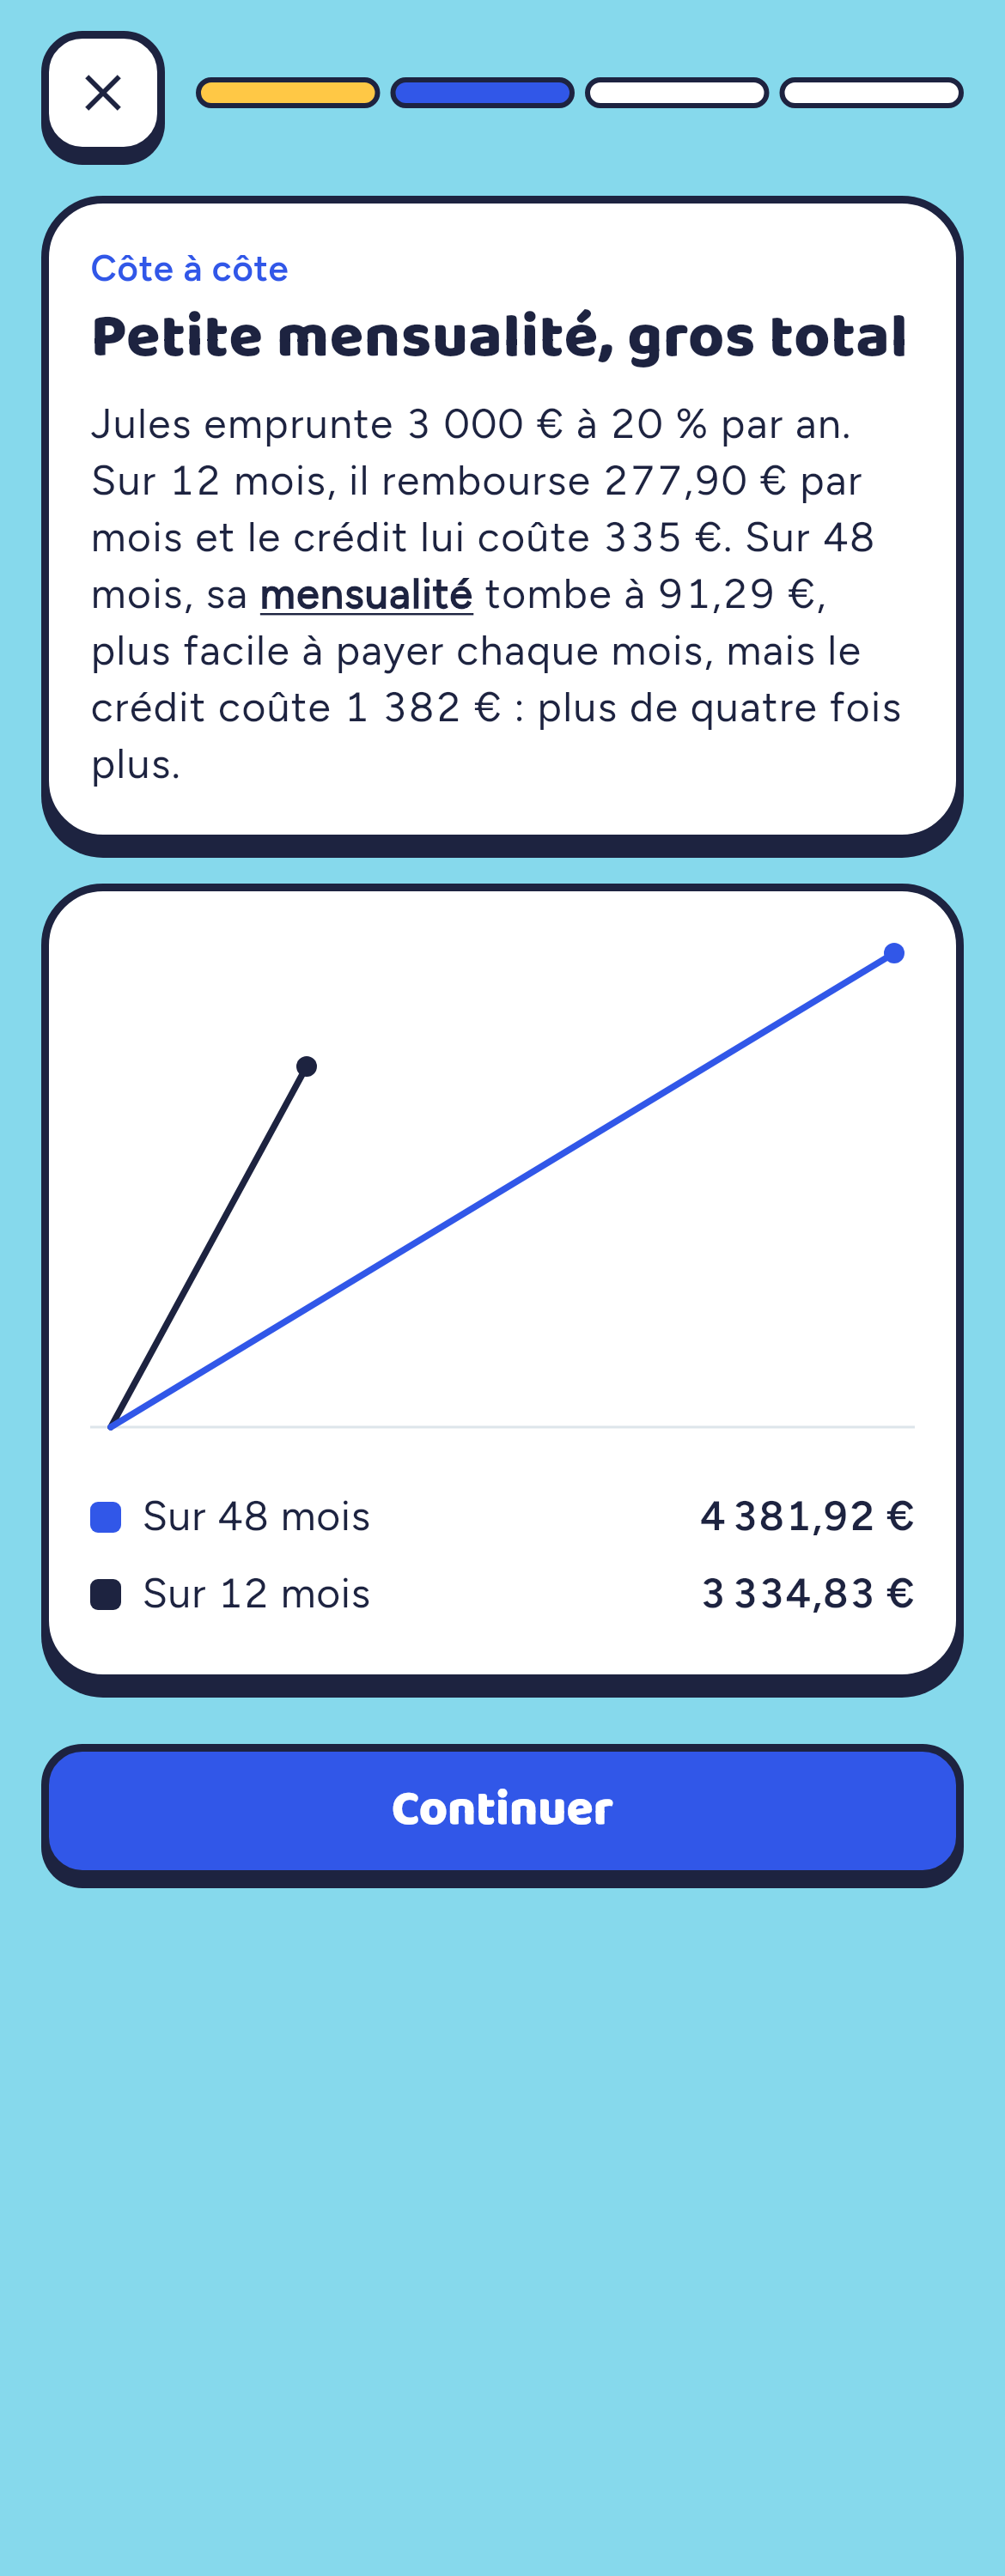 Côte à côte
Petite mensualité, gros total
Jules emprunte 3 000 € à 20 % par an.
Sur 12 mois, il rembourse 277,90 € par
mois et le crédit lui coûte 335 €. Sur 48
mois, sa mensualité tombe à 91,29 €,
plus facile à payer chaque mois, mais le
crédit coûte 1 382 € : plus de quatre fois
plus.
Sur 48 mois 4 381,92 €
Sur 12 mois 3 334,83 €
Continuer